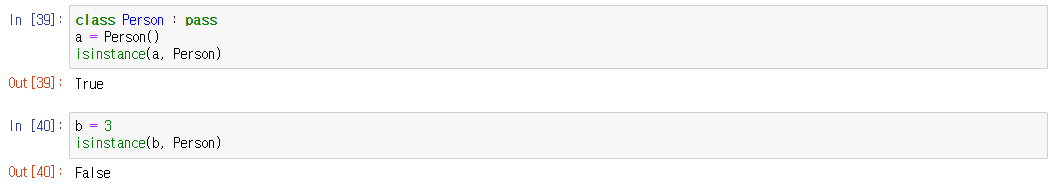 In [39]: class Person : pass
a = Person()
isinstance(a, Person)
Out[39]: True
In [40]: b = 3
isinstance(b, Person)
Out[40]: False